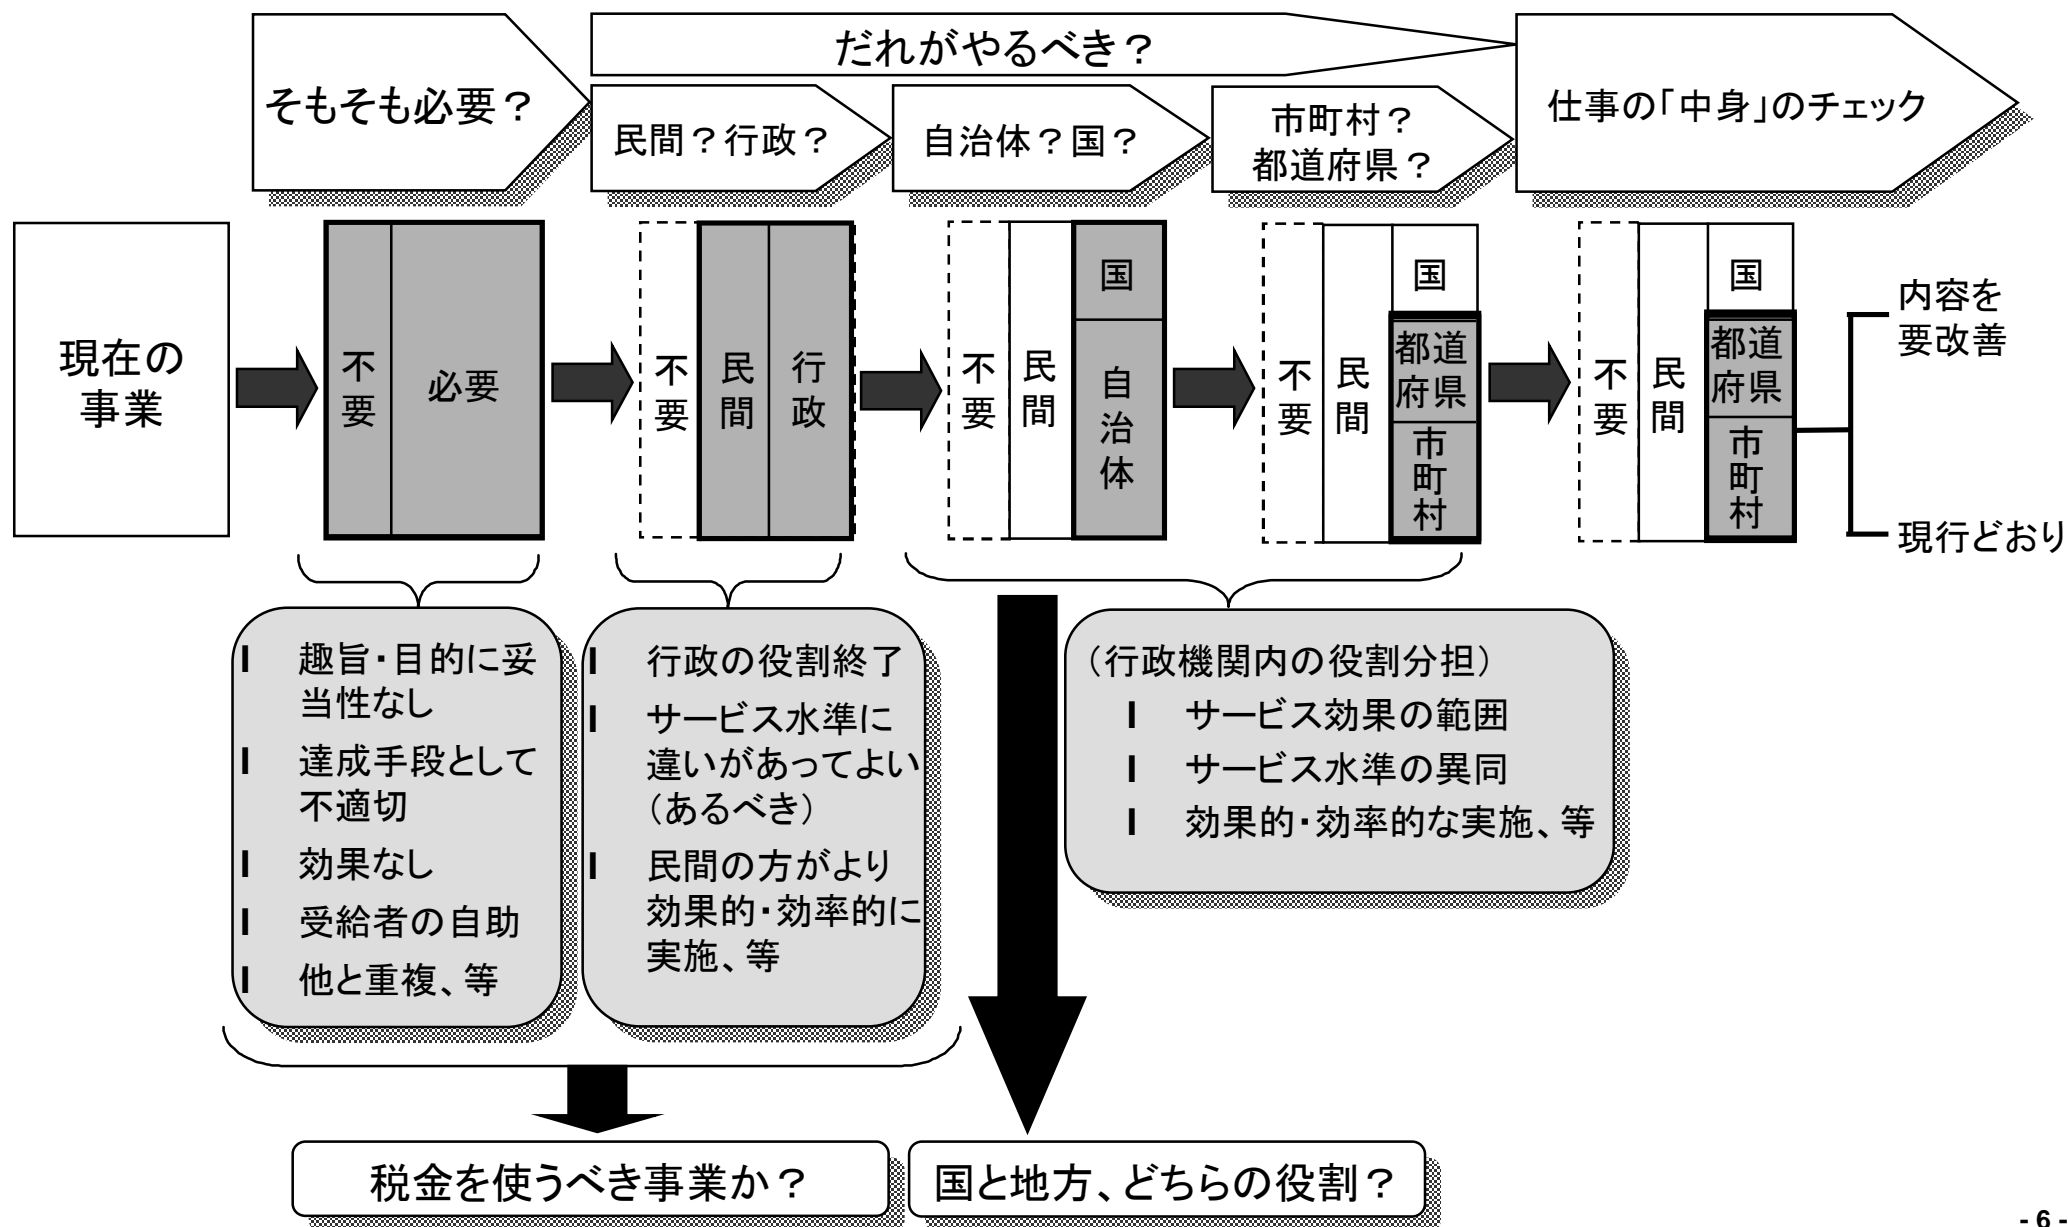 だれがやるべき？
そもそも必要？
民間？行政？
自治体？国？
市町村？
都道府県？
仕事の「中身」のチェック
現在の
事業
不要
必要
不要
民間
行政
不要
民間
国
自治体
不要
民間
国
都道
府県
市町村
不要
民間
国
都道
府県
市町村
内容を
要改善
現行どおり
l 趣旨・目的に妥
当性なし
l 達成手段として
不適切
l 効果なし
l 受給者の自助
l 他と重複、等
l 行政の役割終了
l サービス水準に
違いがあってよい
（あるべき）
l 民間の方がより
効果的・効率的に
実施、等
（行政機関内の役割分担）
l サービス効果の範囲
l サービス水準の異同
l 効果的・効率的な実施、等
税金を使うべき事業か？
国と地方、どちらの役割？
- 6 -